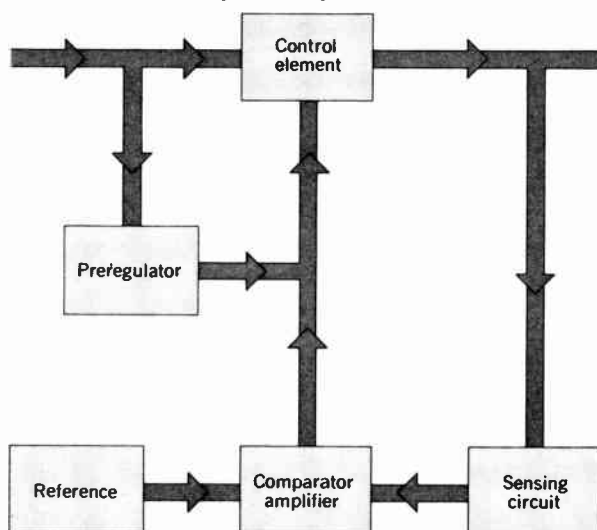 Control
element
Preregulator
Reference
Comparator
amplifier
Sensing
circuit